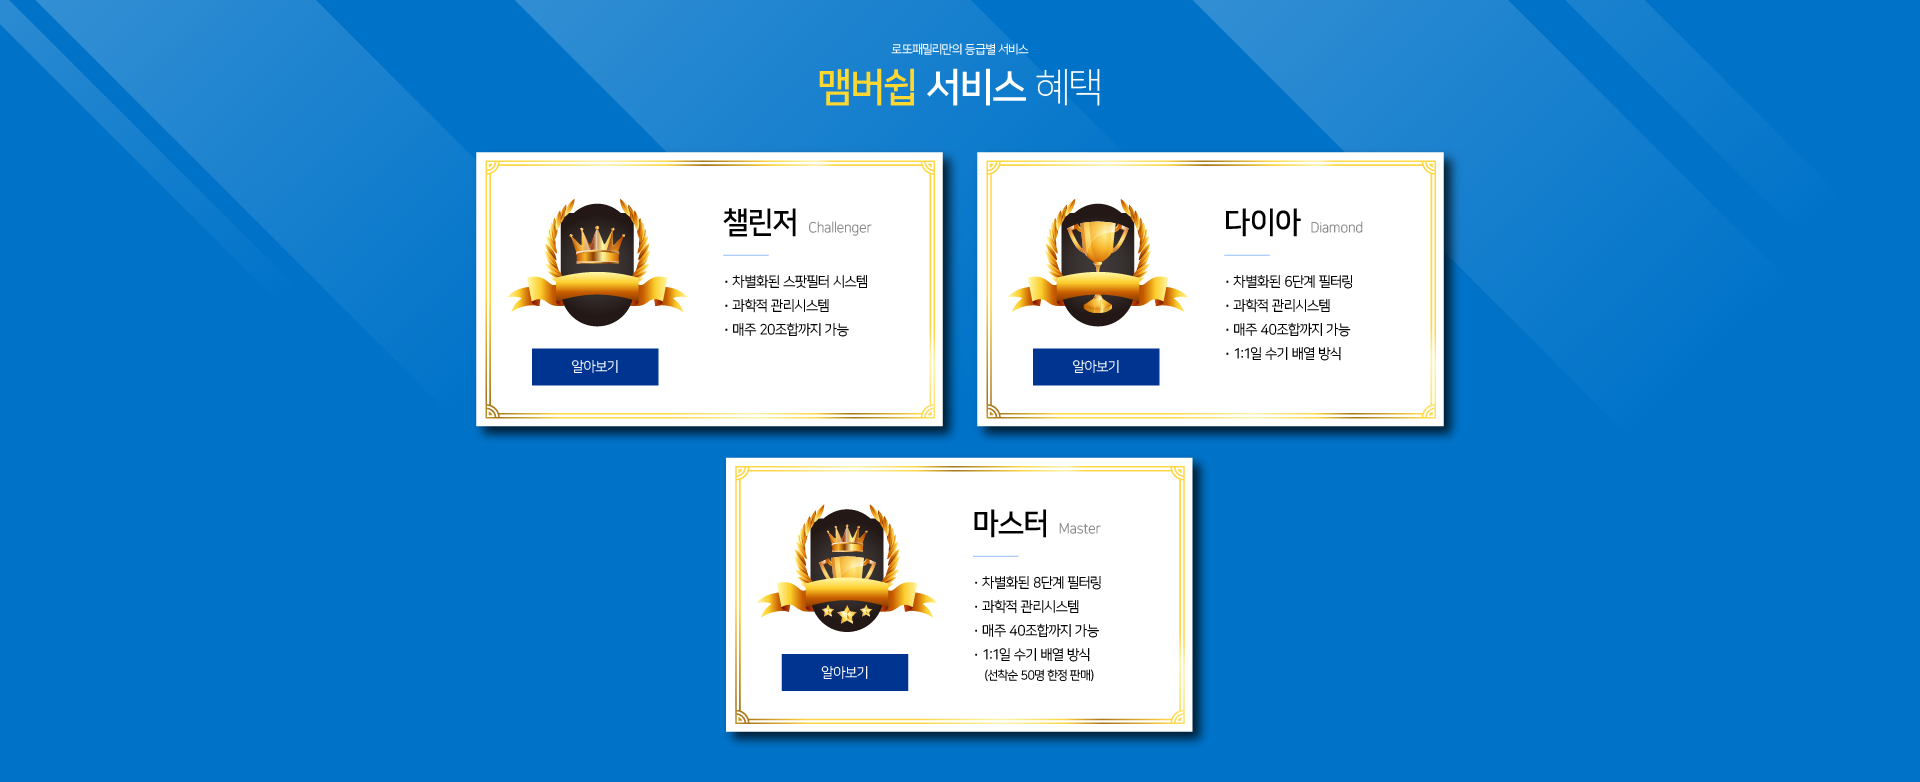 로또패밀리만의 등급별 서비스
맴버쉽 서비스 혜택
챌린저 Challenger
· 차별화된 스팟필터 시스템
· 과학적 관리시스템
· 매주 20조합까지 가능
알아보기
다이아 Diamond
· 차별화된 6단계 필터링
· 과학적 관리시스템
· 매주 40조합까지 가능
· 1:1일 수기 배열 방식
알아보기
마스터 Master
· 차별화된 8단계 필터링
· 과학적 관리시스템
· 매주 40조합까지 가능
· 1:1일 수기 배열 방식
(선착순 50명 한정 판매)
알아보기